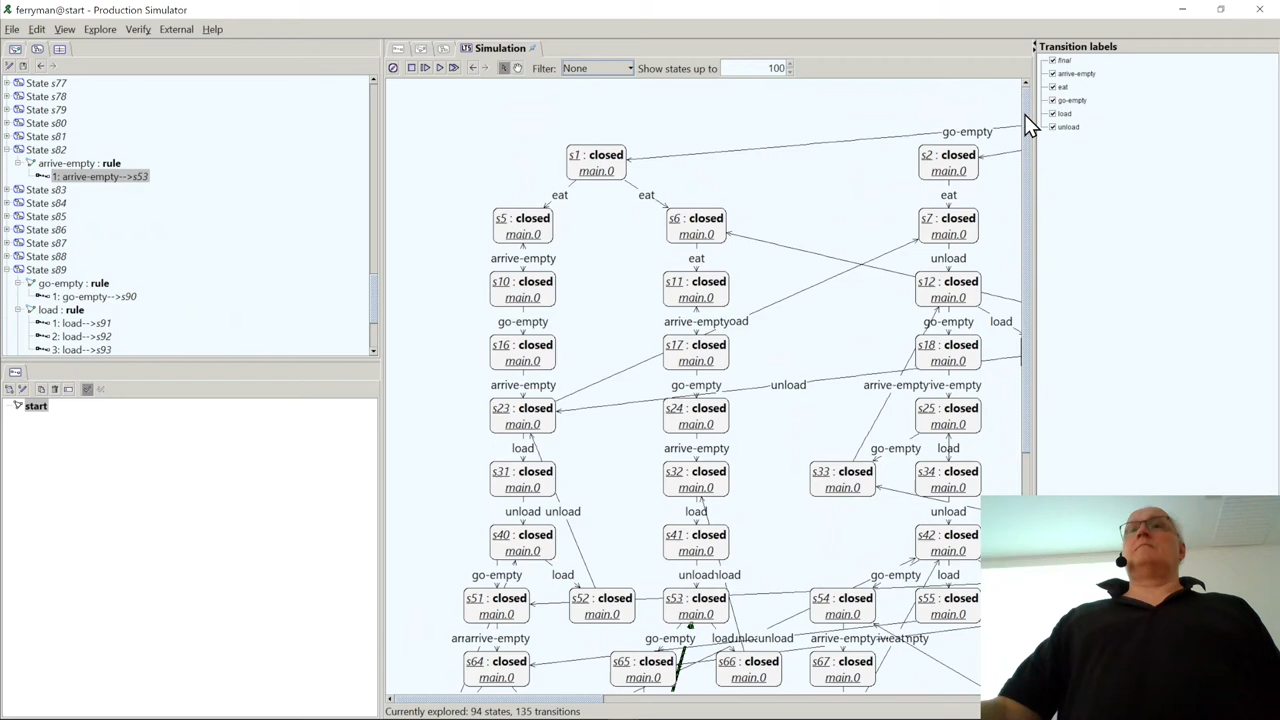 ferryman@start - Production Simulator
File Edit View Explore Verify External Help
State s77
State s78
State s79
State s80
State s81
State s82
arrive-empty : rule
1: arrive-empty-->s53
State s83
State s84
State s85
State s86
State s87
State s88
State s89
go-empty : rule
1: go-empty-->s90
load : rule
1: load-->s91
2: load-->s92
3: load-->s93
start
LTS Simulation
Filter: None Show states up to 100
go-empty
s1 : closed
main.0
s2 : closed
main.0
eat eat eat
s5 : closed
main.0
s6 : closed
main.0
s7 : closed
main.0
arrive-empty eat unload
s10 : closed
main.0
s11 : closed
main.0
s12 : closed
main.0
go-empty arrive-empty oad go-empty load
s16 : closed
main.0
s17 : closed
main.0
s18 : closed
main.0
arrive-empty go-empty unload arrive-empty ive-empty
s23 : closed
main.0
s24 : closed
main.0
s25 : closed
main.0
load arrive-empty go-empty load
s31 : closed
main.0
s32 : closed
main.0
s33 : closed
main.0
s34 : closed
main.0
unload unload load unload
s40 : closed
main.0
s41 : closed
main.0
s42 : closed
main.0
go-empty load unload load go-empty load
s51 : closed
main.0
s52 : closed
main.0
s53 : closed
main.0
s54 : closed
main.0
s55 : closed
main.0
arrive-empty go-empty load unload arrive-empty
s64 : closed
main.0
s65 : closed
main.0
s66 : closed
main.0
s67 : closed
main.0
Currently explored: 94 states, 135 transitions
Transition labels
final
arrive-empty
eat
go-empty
load
unload